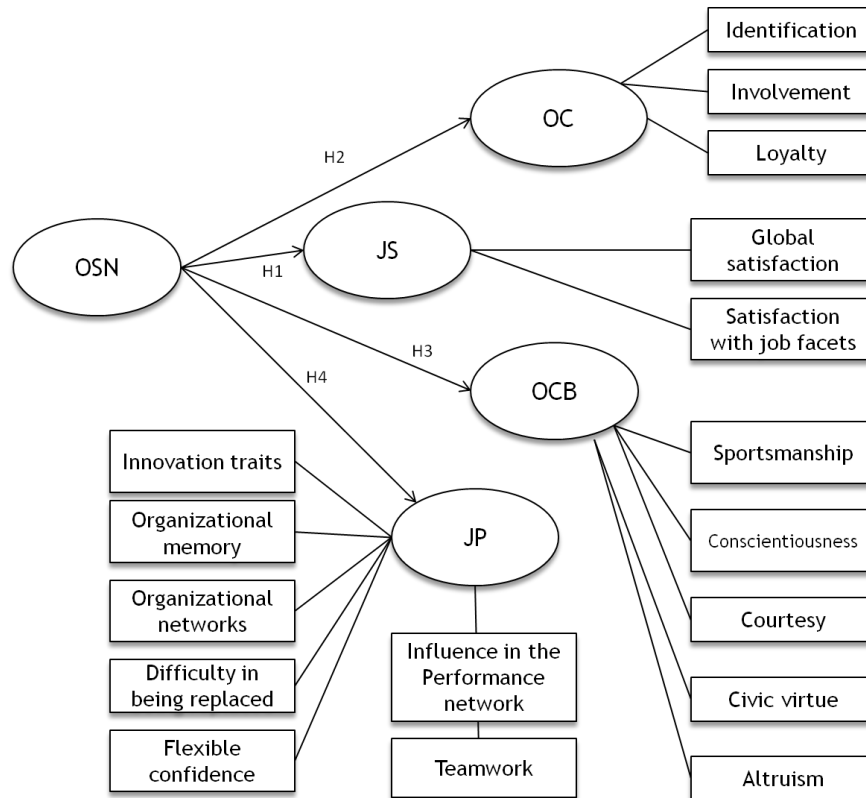 Identification
OC
Involvement
H2
Loyalty
OSN
H1
JS
Global
satisfaction
Satisfaction
with job facets
H3
H4
OCB
Innovation traits
Sportsmanship
Organizational
memory
JP
Conscientiousness
Organizational
networks
Courtesy
Influence in the
Performance
network
Difficulty in
being replaced
Civic virtue
Flexible
confidence
Teamwork
Altruism